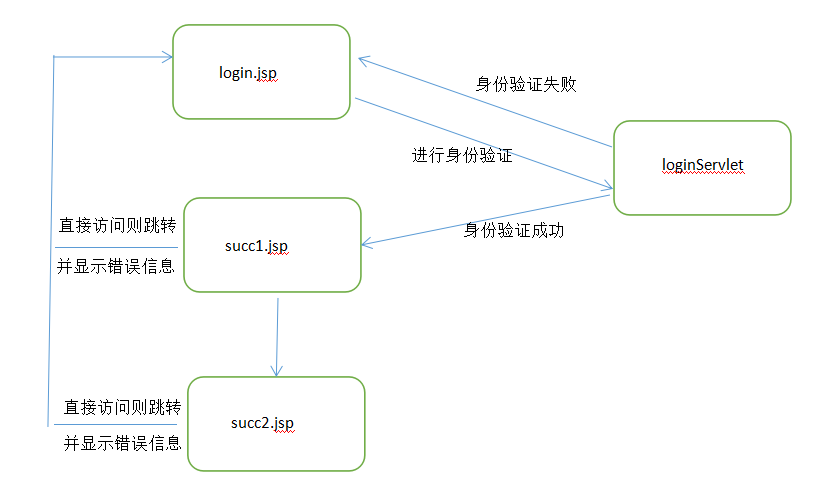 login.jsp
身份验证失败
进行身份验证
loginServlet
直接访问则跳转
并显示错误信息
succ1.jsp
身份验证成功
直接访问则跳转
并显示错误信息
succ2.jsp